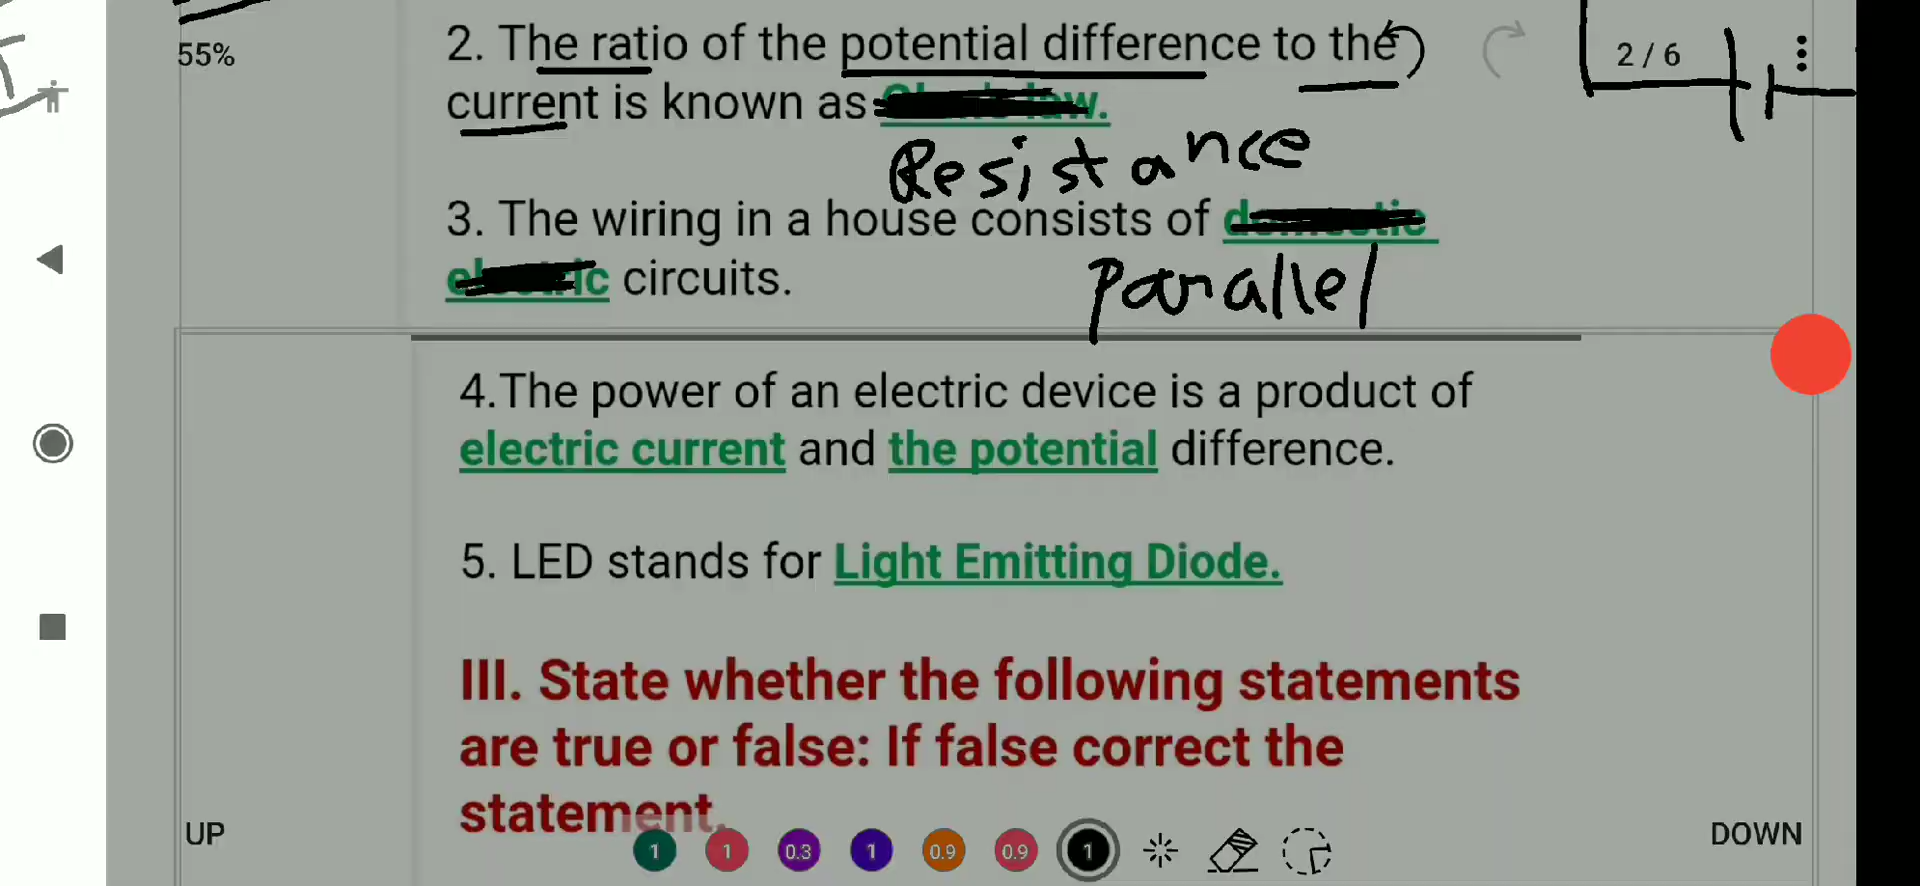 55%
2. The ratio of the potential difference to the
2 / 6
current is known as
Resistance
3. The wiring in a house consists of domestic
electric circuits.
parallel
4.The power of an electric device is a product of
electric current and the potential difference.
5. LED stands for Light Emitting Diode.
III. State whether the following statements
are true or false: If false correct the
statement.
UP
DOWN
1 1 0.3 1 0.9 0.9 1